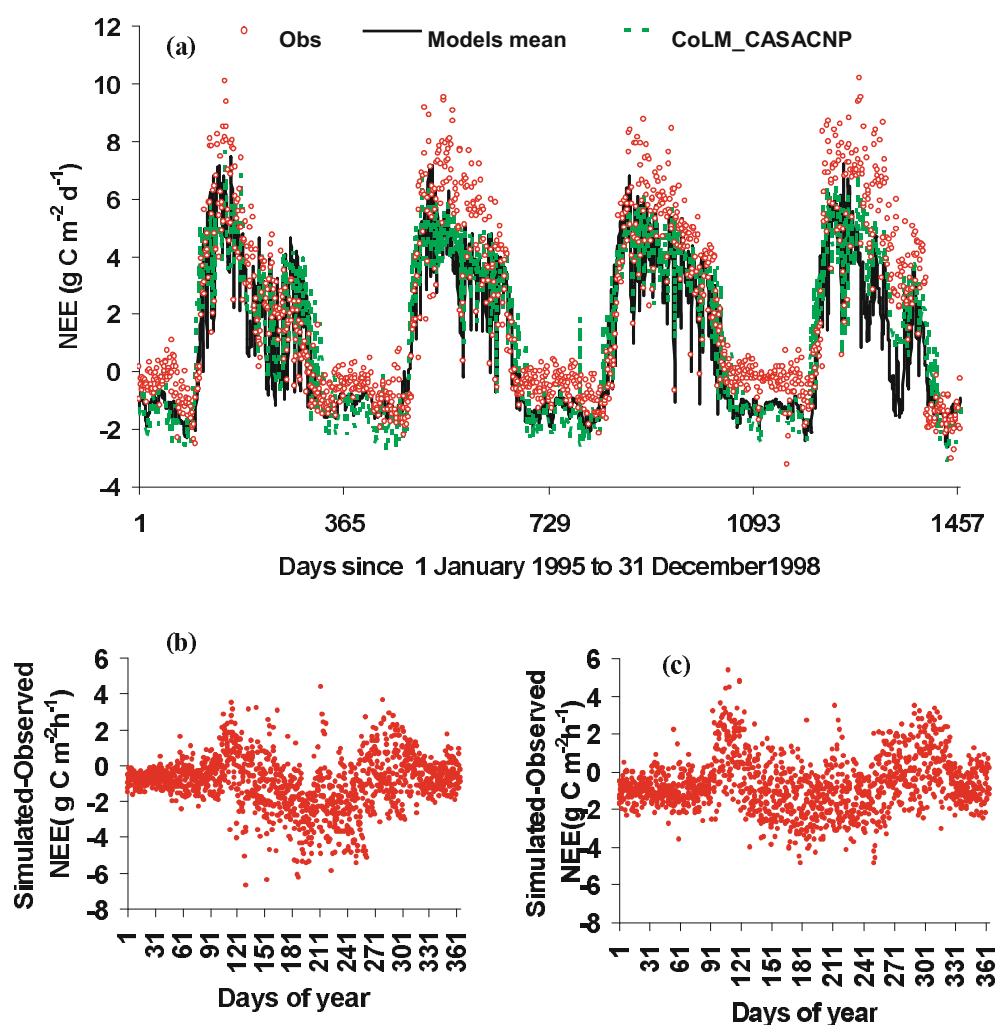 (a) Obs Models mean CoLM_CASACNP
NEE (g C m⁻² d⁻¹)
12
10
8
6
4
2
0
-2
-4
1 365 729 1093 1457
Days since 1 January 1995 to 31 December1998
(b)
Simulated-Observed
NEE( g C m⁻²h⁻¹)
6
4
2
0
-2
-4
-6
-8
1 31 61 91 121 151 181 211 241 271 301 331 361
Days of year
(c)
Simulated-Observed
NEE(g C m⁻²h⁻¹)
6
4
2
0
-2
-4
-6
-8
1 31 61 91 121 151 181 211 241 271 301 331 361
Days of year